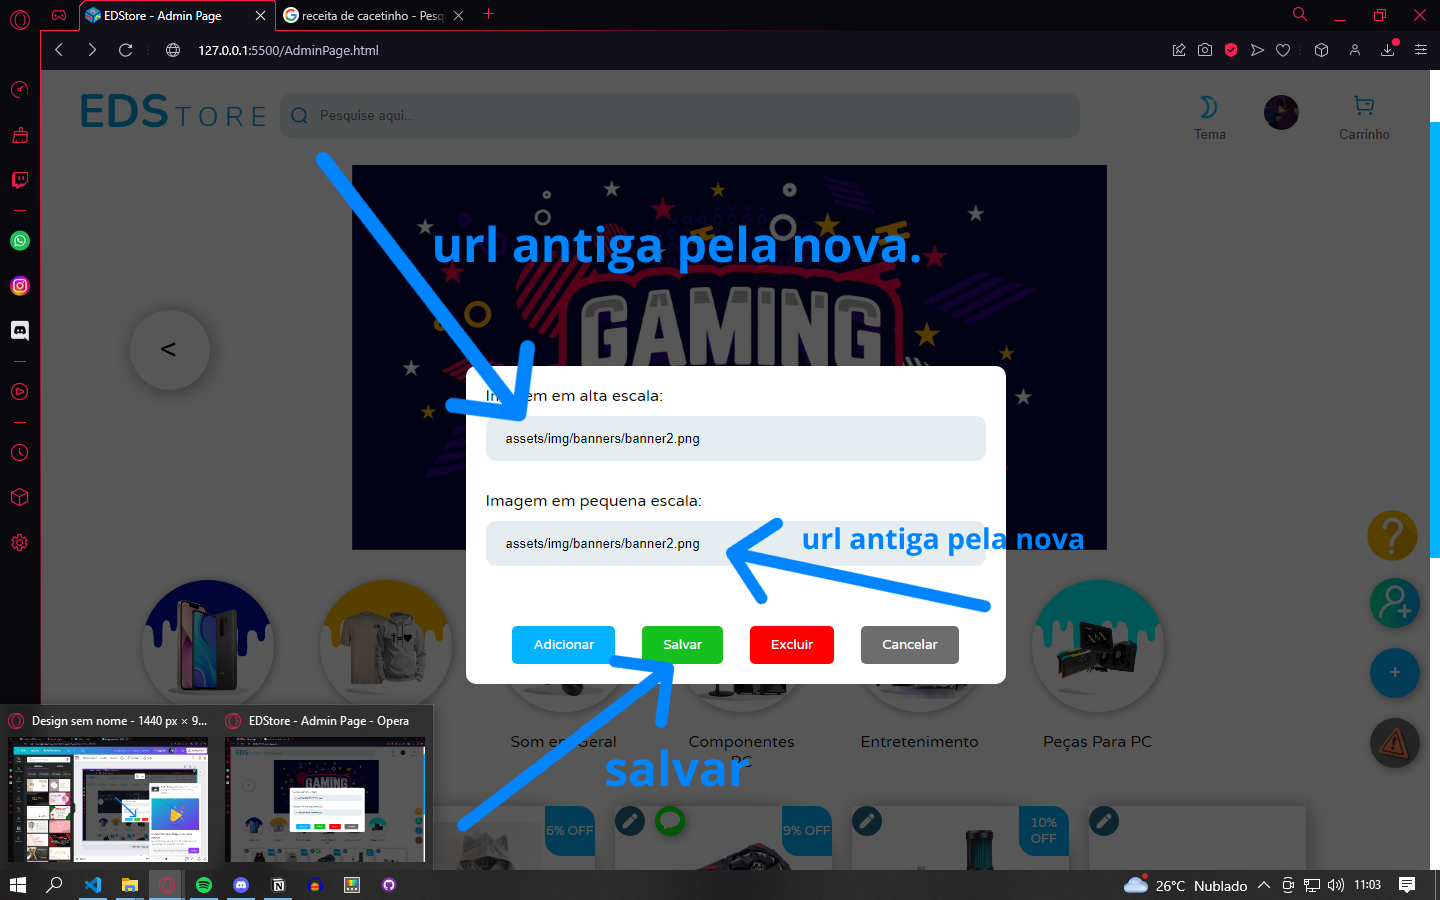 EDStore - Admin Page
receita de cacetinho - Pesq
127.0.0.1:5500/AdminPage.html
EDSTORE
Pesquise aqui...
Tema
Carrinho
url antiga pela nova.
GAMING
<
Imagem em alta escala:
assets/img/banners/banner2.png
Imagem em pequena escala:
assets/img/banners/banner2.png
url antiga pela nova
Adicionar
Salvar
Excluir
Cancelar
Som em Geral
Componentes
PC
Entretenimento
Peças Para PC
salvar
Design sem nome - 1440 px × 9...
EDStore - Admin Page - Opera
6% OFF
9% OFF
10%
OFF
26°C Nublado
11:03